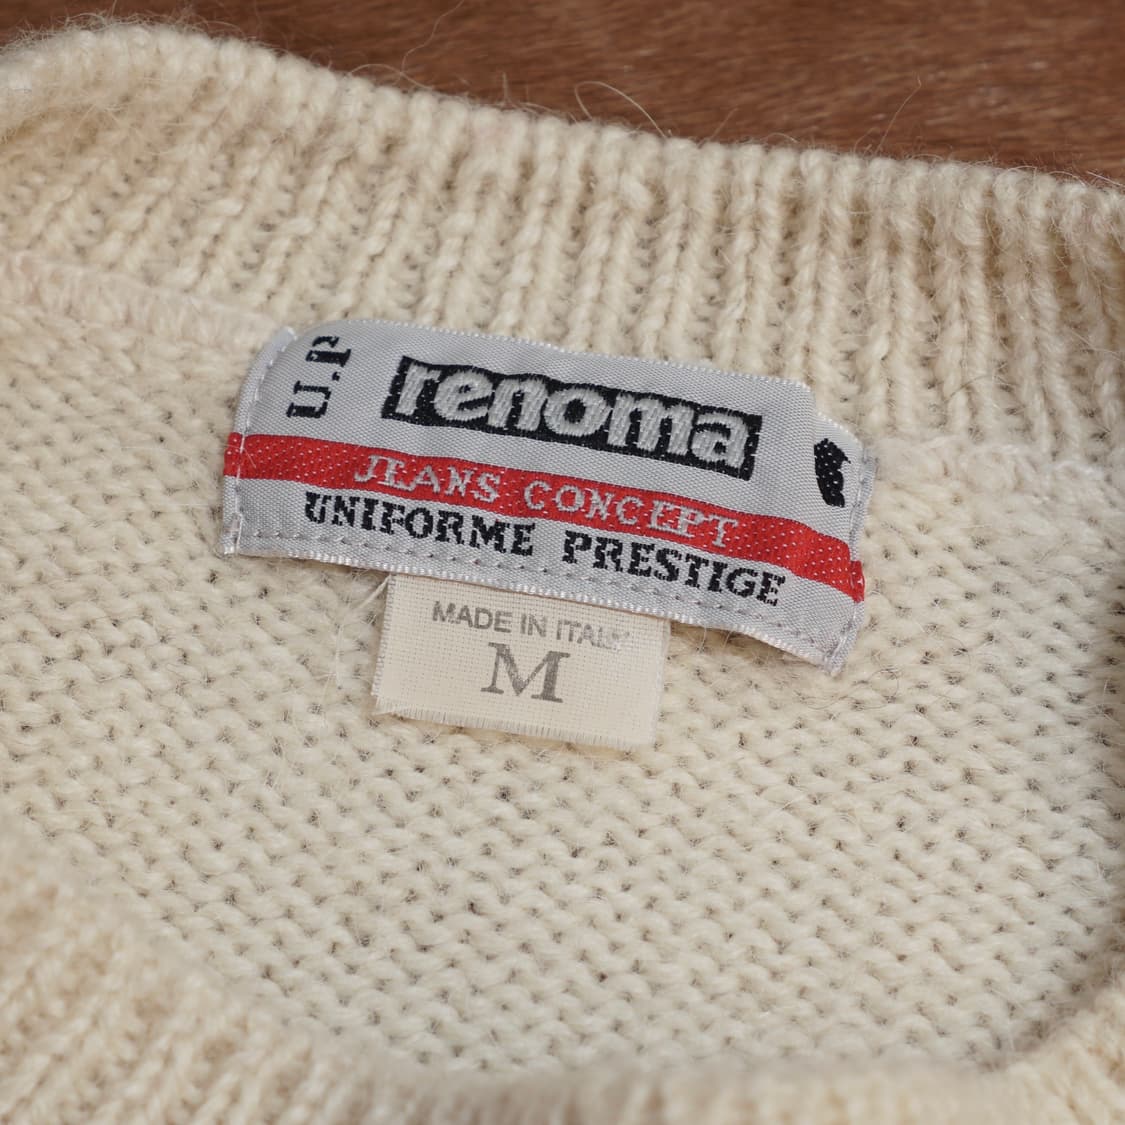 U.P
renoma
JEANS CONCEPT
UNIFORME PRESTIGE
MADE IN ITALY
M